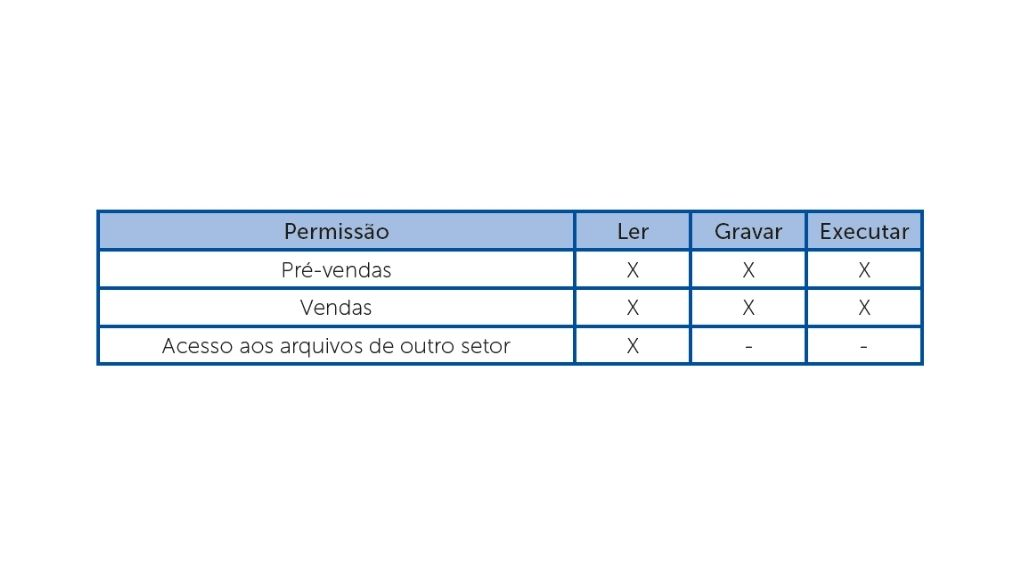 Permissão Ler Gravar Executar
Pré-vendas X X X
Vendas X X X
Acesso aos arquivos de outro setor X - -